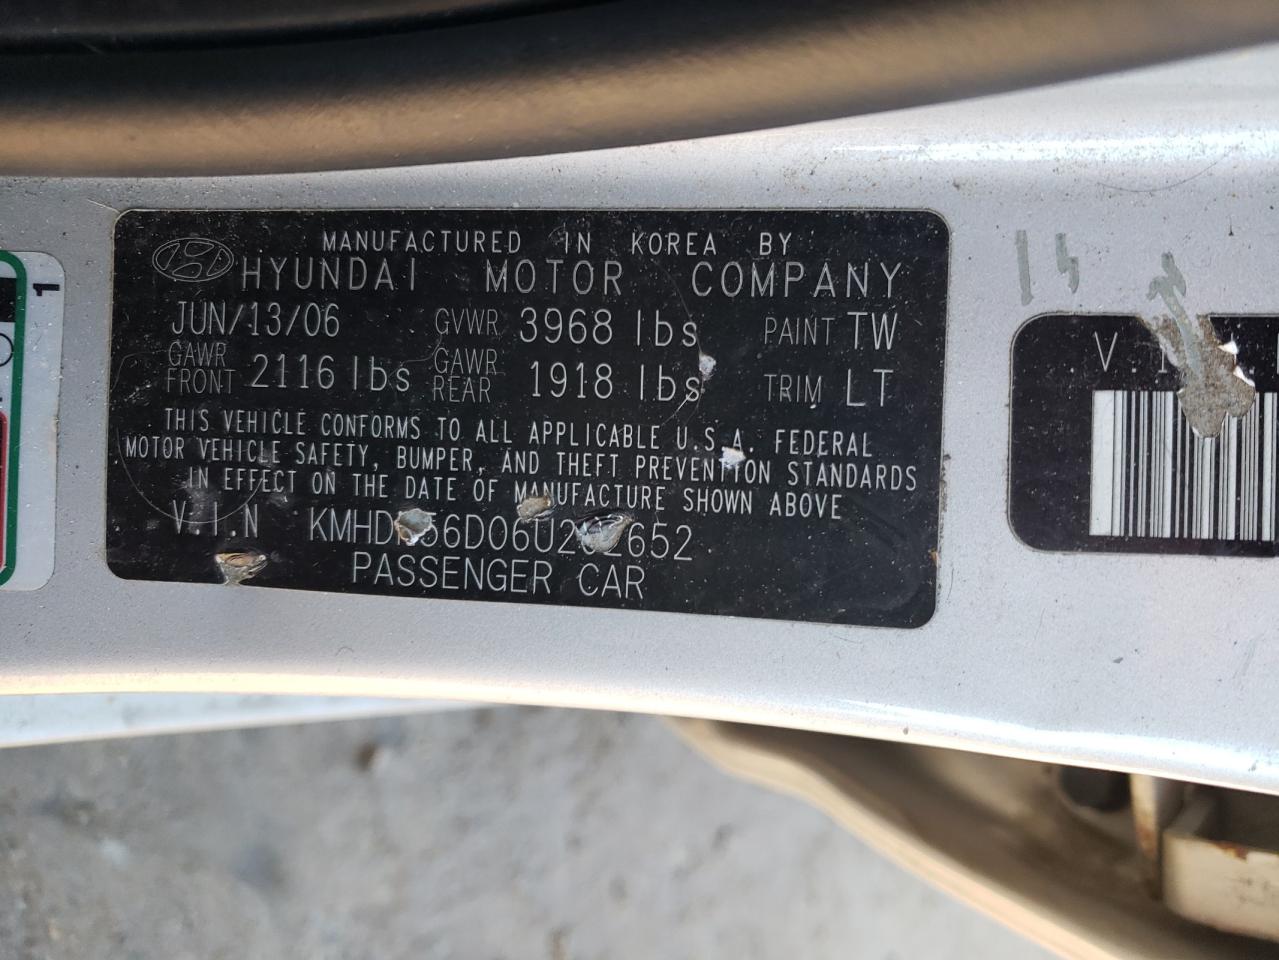 MANUFACTURED IN KOREA BY
HYUNDAI MOTOR COMPANY
JUN/13/06 GVWR 3968 lbs PAINT TW
GAWR FRONT 2116 lbs GAWR REAR 1918 lbs TRIM LT
THIS VEHICLE CONFORMS TO ALL APPLICABLE U.S.A. FEDERAL
MOTOR VEHICLE SAFETY, BUMPER, AND THEFT PREVENTION STANDARDS
IN EFFECT ON THE DATE OF MANUFACTURE SHOWN ABOVE
V.I.N
PASSENGER CAR
1